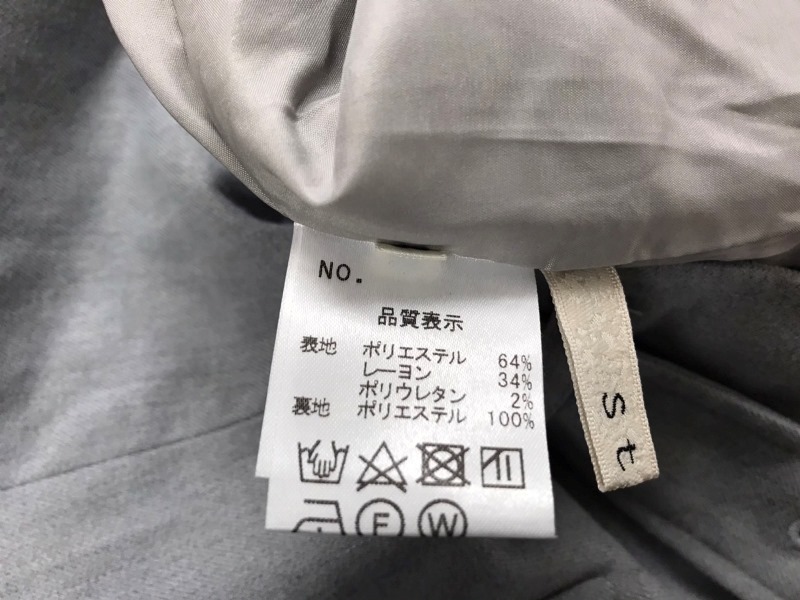 NO.
品質表示
表地 ポリエステル 64%
レーヨン 34%
ポリウレタン 2%
裏地 ポリエステル 100%
F W
St